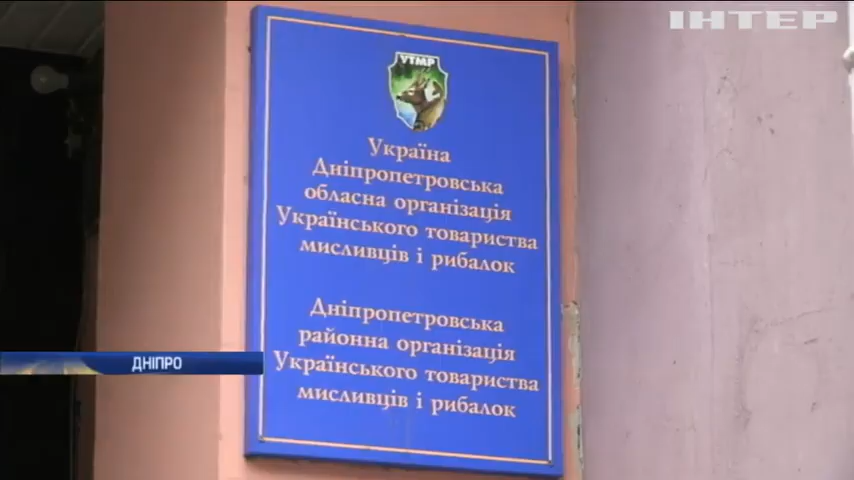 ІНТЕР
УТМР
Україна
Дніпропетровська
обласна організація
Українського товариства
мисливців і рибалок
Дніпропетровська
районна організація
Українського товариства
мисливців і рибалок
ДНІПРО